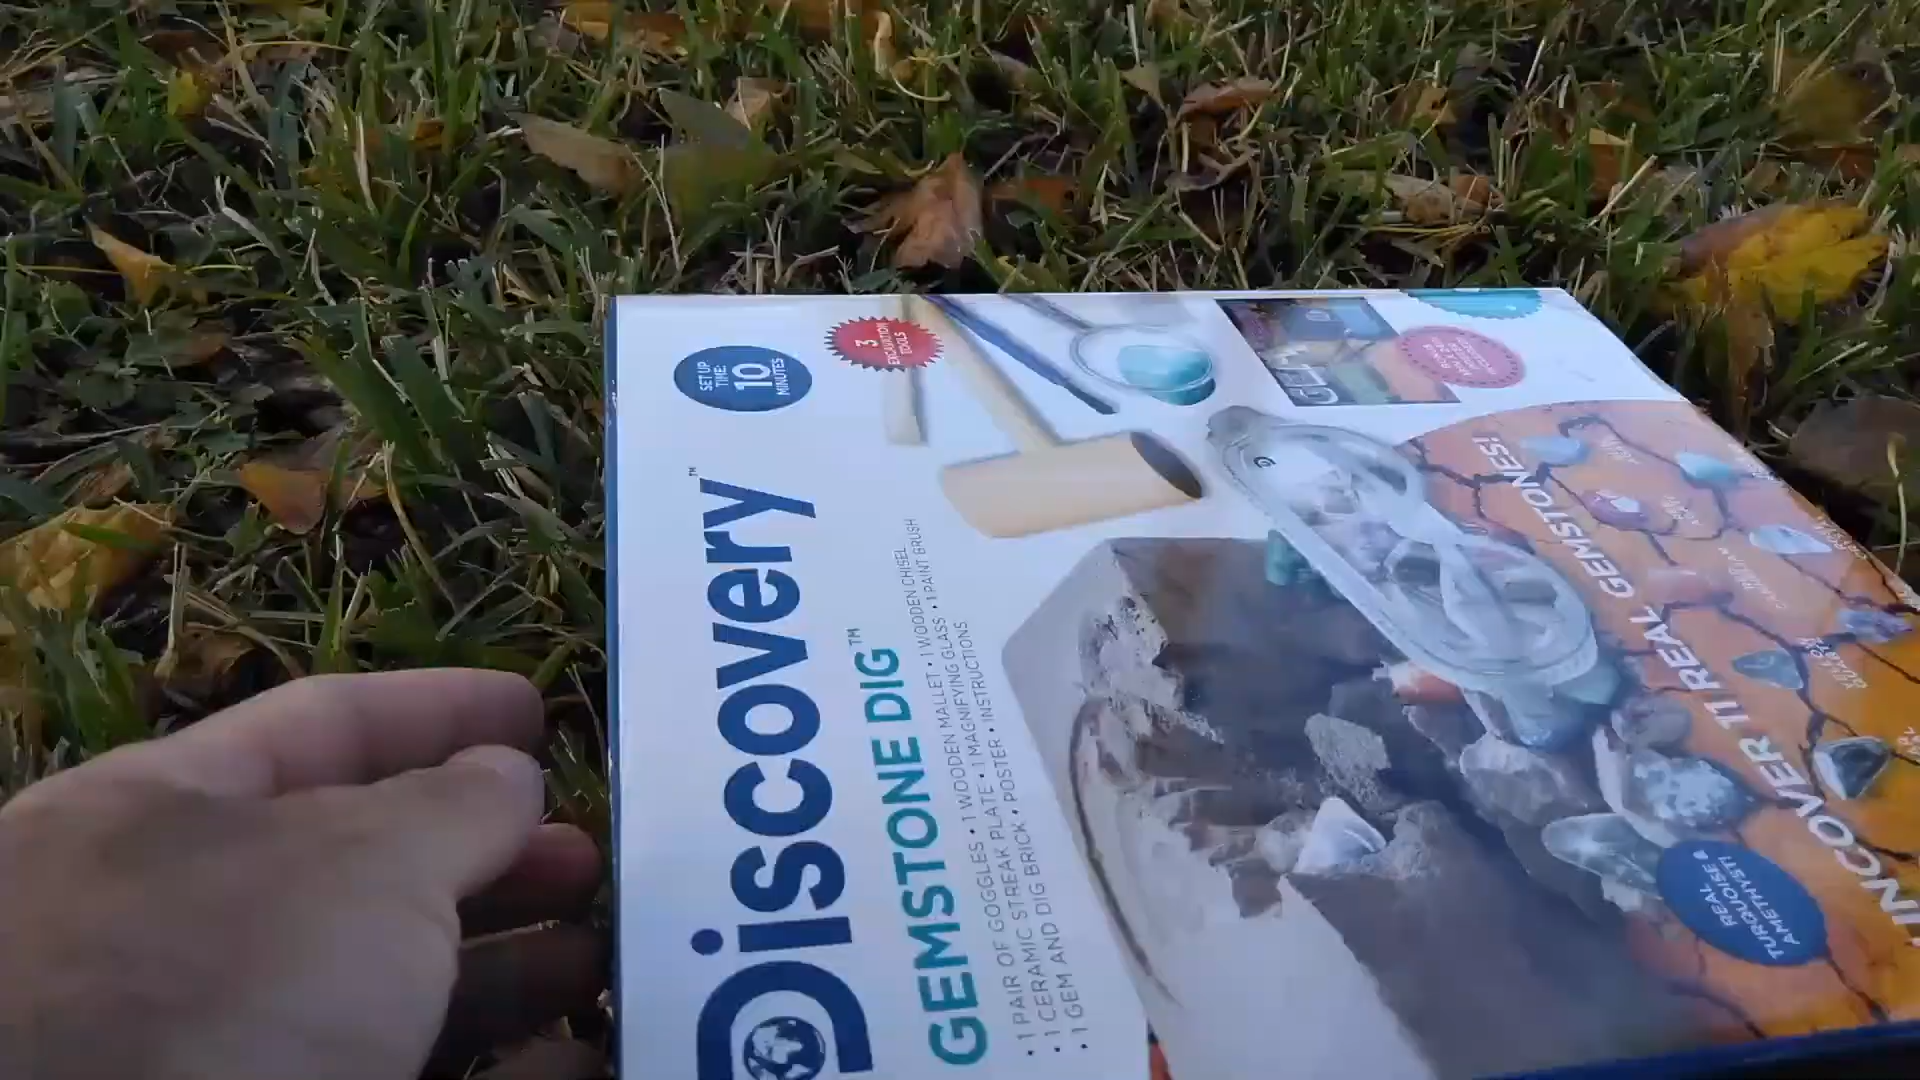 SET UP
TIME:
10
MINUTES
3
EXCAVATION
TOOLS
Discovery™
GEMSTONE DIG™
• 1 PAIR OF GOGGLES • 1 WOODEN MALLET • 1 WOODEN CHISEL
• 1 CERAMIC STREAK PLATE • 1 MAGNIFYING GLASS • 1 PAINT BRUSH
• 1 GEM AND DIG BRICK • POSTER • INSTRUCTIONS
UNCOVER 11 REAL GEMSTONES!
REAL
TURQUOISE &
AMETHYST!